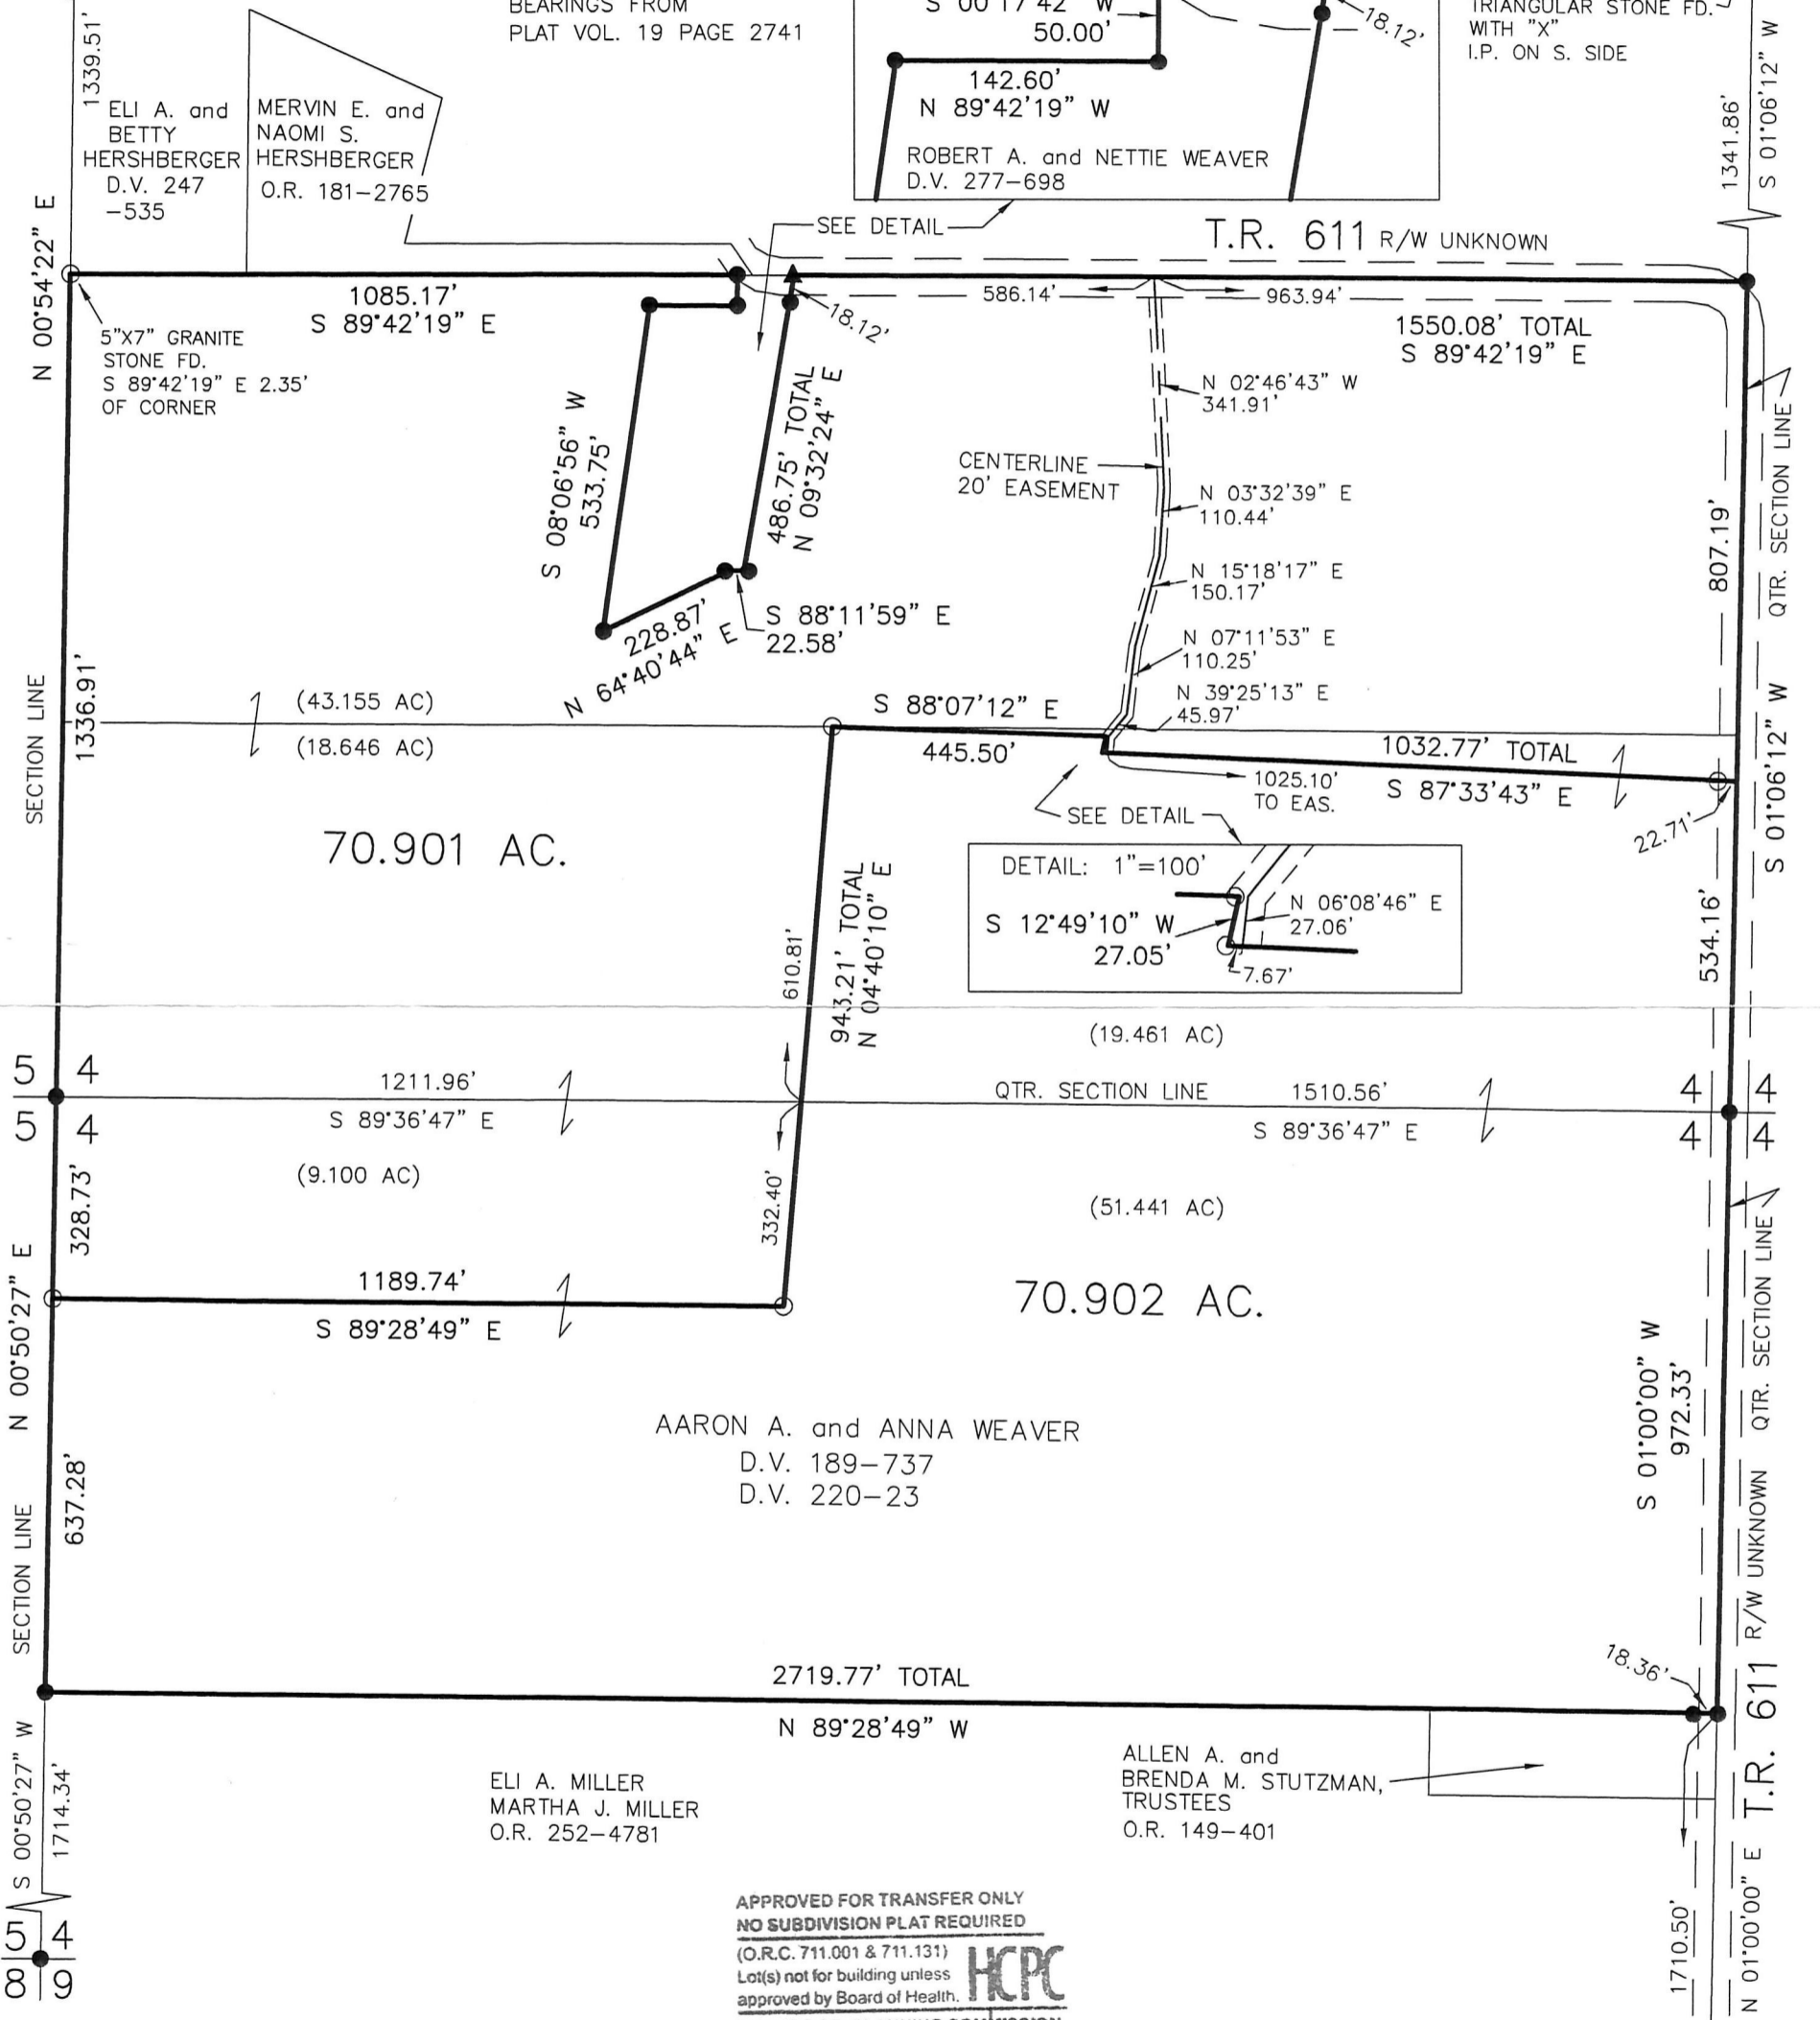 BEARINGS FROM
PLAT VOL. 19 PAGE 2741
S 00°17'42" W
50.00'
142.60'
N 89°42'19" W
ROBERT A. and NETTIE WEAVER
D.V. 277-698
18.12'
TRIANGULAR STONE FD.
WITH "X"
I.P. ON S. SIDE
1339.51'
ELI A. and
BETTY
HERSHBERGER
D.V. 247
-535
MERVIN E. and
NAOMI S.
HERSHBERGER
O.R. 181-2765
1341.86'
S 01°06'12" W
SEE DETAIL
T.R. 611 R/W UNKNOWN
N 00°54'22" E
1085.17'
S 89°42'19" E
5"X7" GRANITE
STONE FD.
S 89°42'19" E 2.35'
OF CORNER
18.12'
586.14'
963.94'
1550.08' TOTAL
S 89°42'19" E
S 08°06'56" W
533.75'
486.75' TOTAL
N 09°32'24" E
228.87'
N 64°40'44" E
S 88°11'59" E
22.58'
CENTERLINE
20' EASEMENT
N 02°46'43" W
341.91'
N 03°32'39" E
110.44'
N 15°18'17" E
150.17'
N 07°11'53" E
110.25'
N 39°25'13" E
45.97'
807.19'
QTR. SECTION LINE
S 01°06'12" W
SECTION LINE
1336.91'
(43.155 AC)
(18.646 AC)
S 88°07'12" E
445.50'
1032.77' TOTAL
S 87°33'43" E
1025.10'
TO EAS.
SEE DETAIL
22.71'
70.901 AC.
DETAIL: 1"=100'
S 12°49'10" W
27.05'
N 06°08'46" E
27.06'
7.67'
610.81'
943.21' TOTAL
N 04°40'10" E
534.16'
(19.461 AC)
5 4
5 4
1211.96'
S 89°36'47" E
QTR. SECTION LINE 1510.56'
S 89°36'47" E
4 4
4 4
(9.100 AC)
328.73'
332.40'
(51.441 AC)
1189.74'
S 89°28'49" E
70.902 AC.
N 00°50'27" E
SECTION LINE
637.28'
AARON A. and ANNA WEAVER
D.V. 189-737
D.V. 220-23
S 01°00'00" W
972.33'
QTR. SECTION LINE
R/W UNKNOWN
T.R. 611
18.36'
2719.77' TOTAL
N 89°28'49" W
ELI A. MILLER
MARTHA J. MILLER
O.R. 252-4781
ALLEN A. and
BRENDA M. STUTZMAN,
TRUSTEES
O.R. 149-401
S 00°50'27" W
1714.34'
5 4
8 9
1710.50'
N 01°00'00" E
APPROVED FOR TRANSFER ONLY
NO SUBDIVISION PLAT REQUIRED
(O.R.C. 711.001 & 711.131)
Lot(s) not for building unless
approved by Board of Health.
HCPC